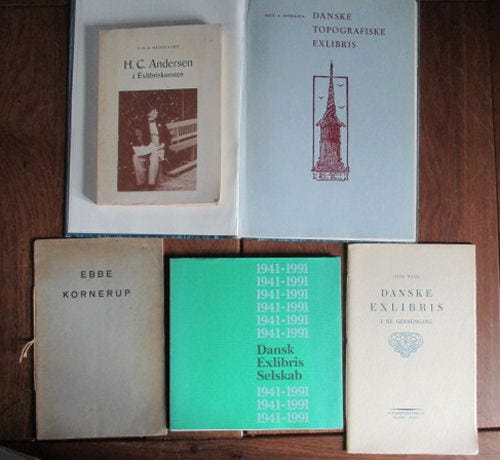 H. C. Andersen
i Exlibriskunsten
DANSKE
TOPOGRAFISKE
EXLIBRIS
EBBE
KORNERUP
1941-1991
1941-1991
1941-1991
1941-1991
1941-1991
1941-1991
Dansk
Exlibris
Selskab
1941-1991
1941-1991
1941-1991
DANSKE
EXLIBRIS
I NY GENNEMGANG